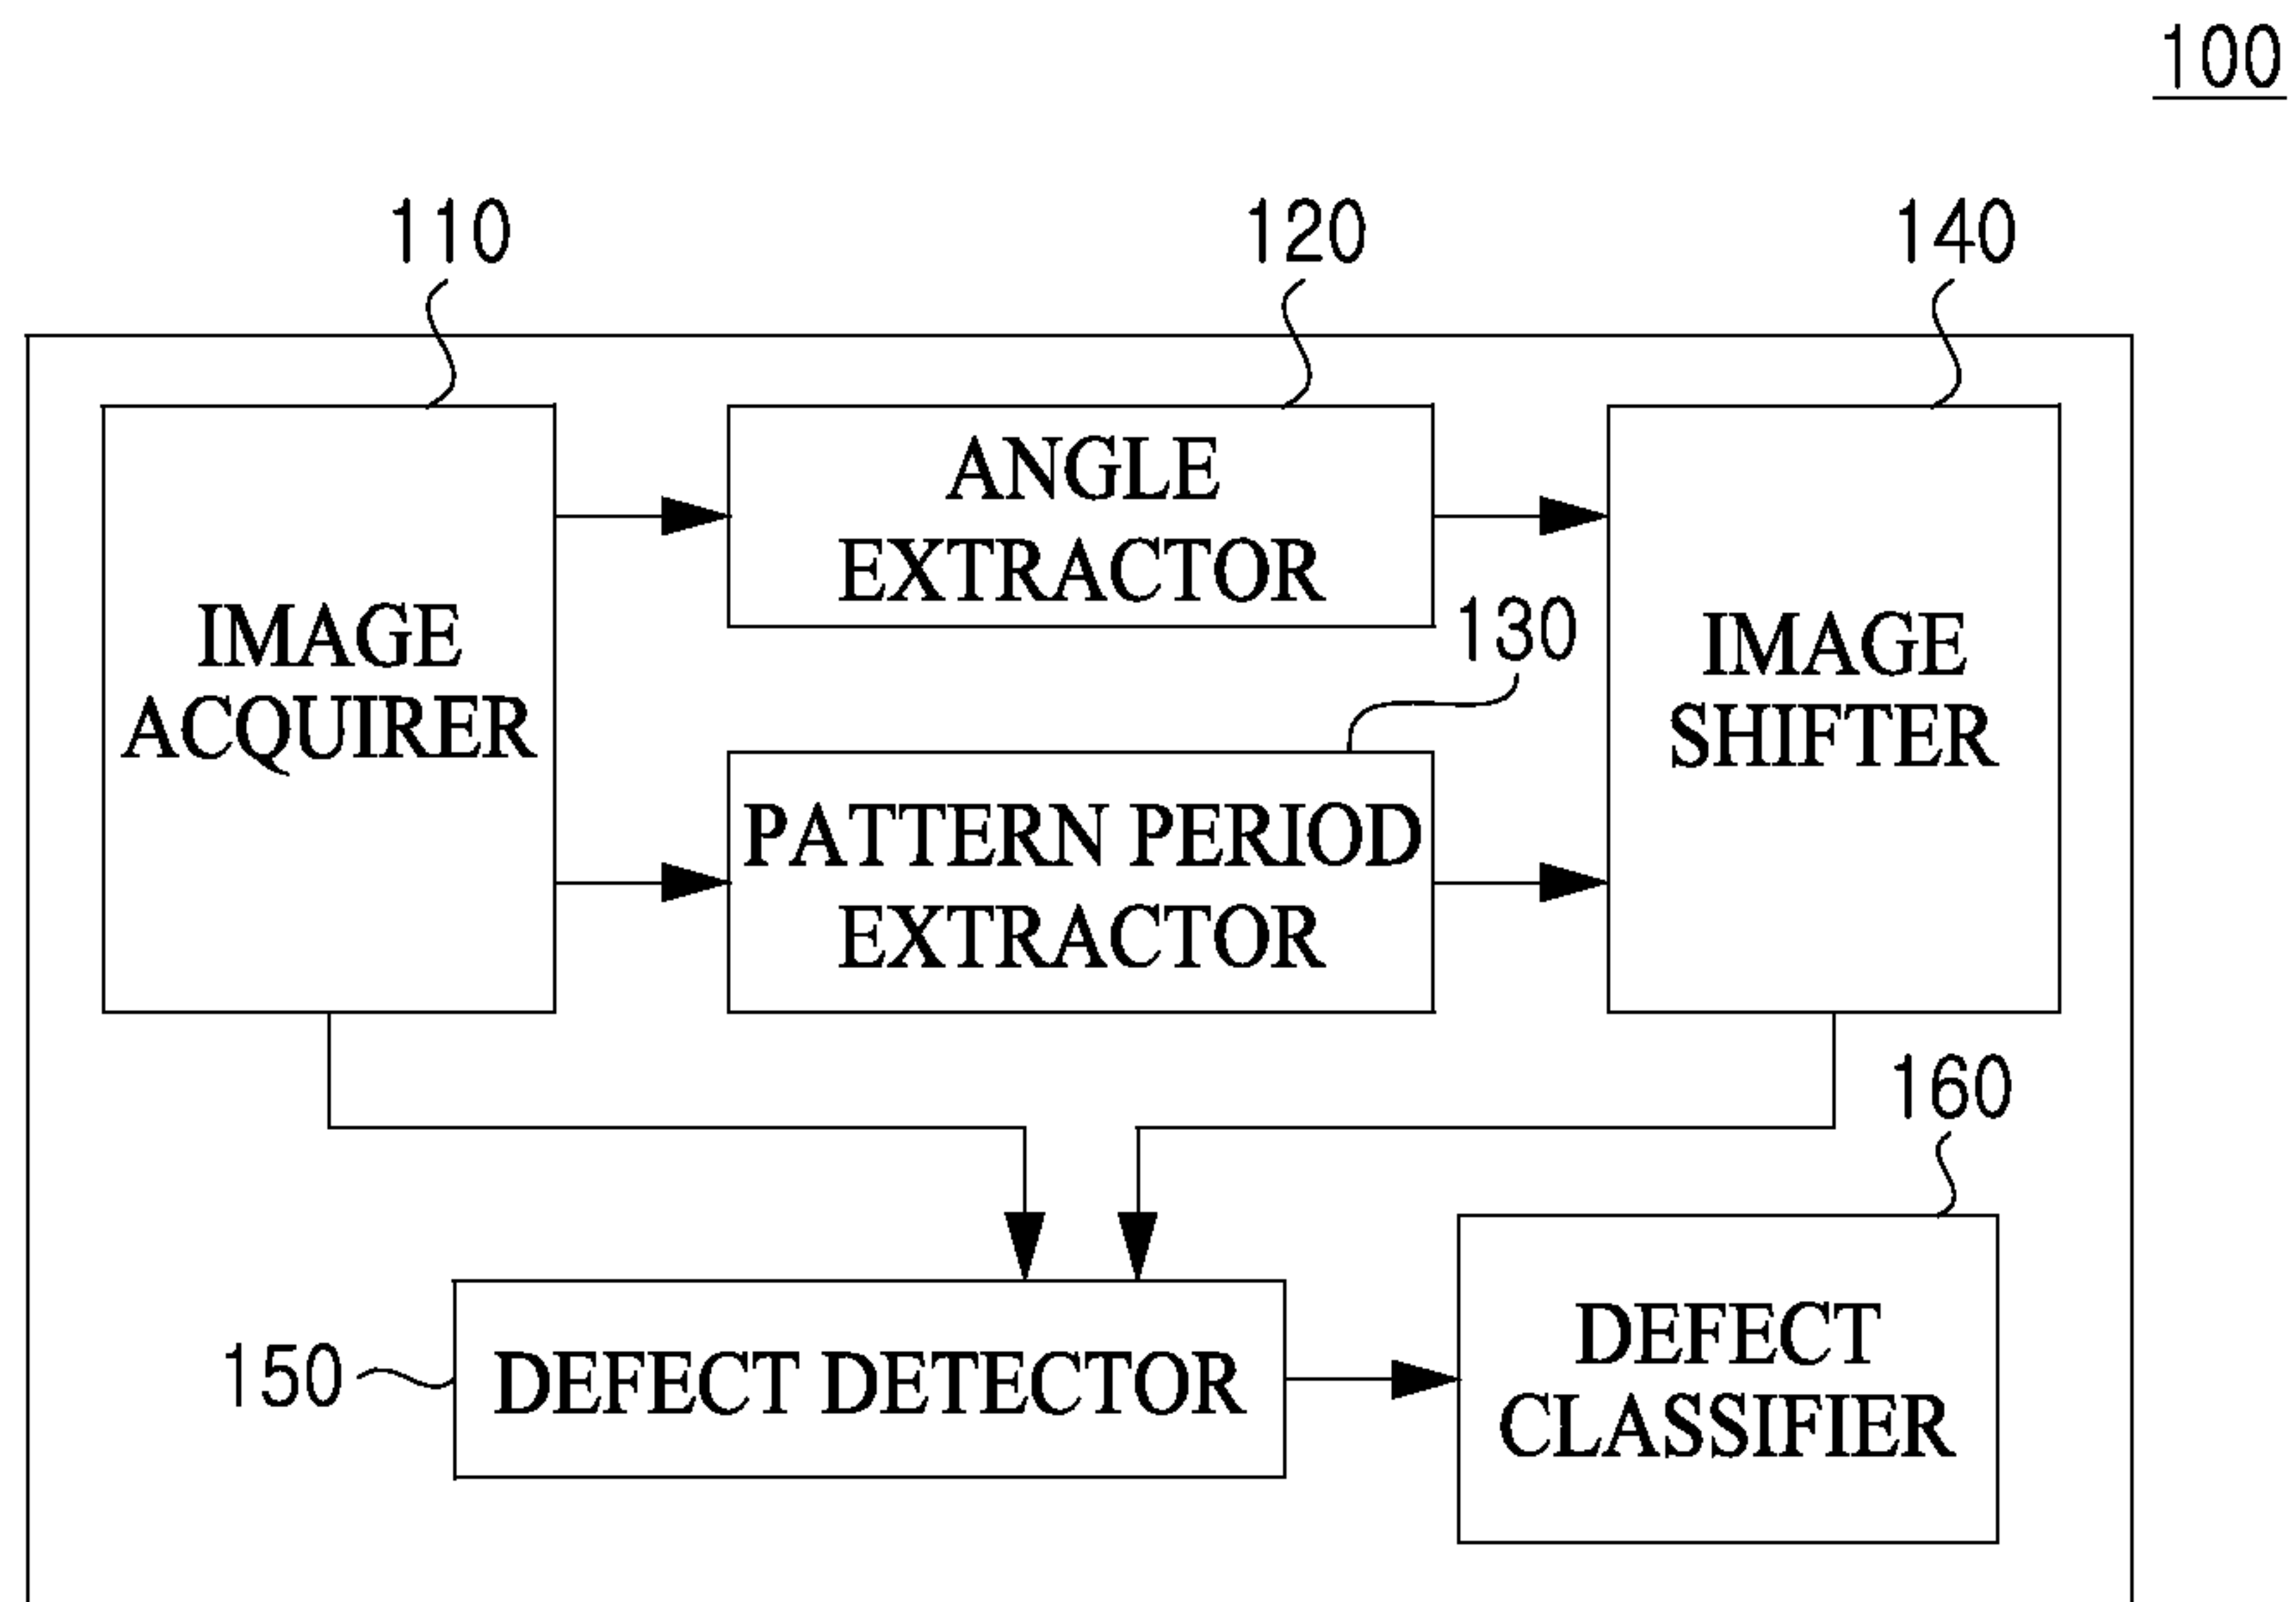 100
110
120
140
IMAGE
ACQUIRER
ANGLE
EXTRACTOR
130
PATTERN PERIOD
EXTRACTOR
IMAGE
SHIFTER
160
150
DEFECT DETECTOR
DEFECT
CLASSIFIER